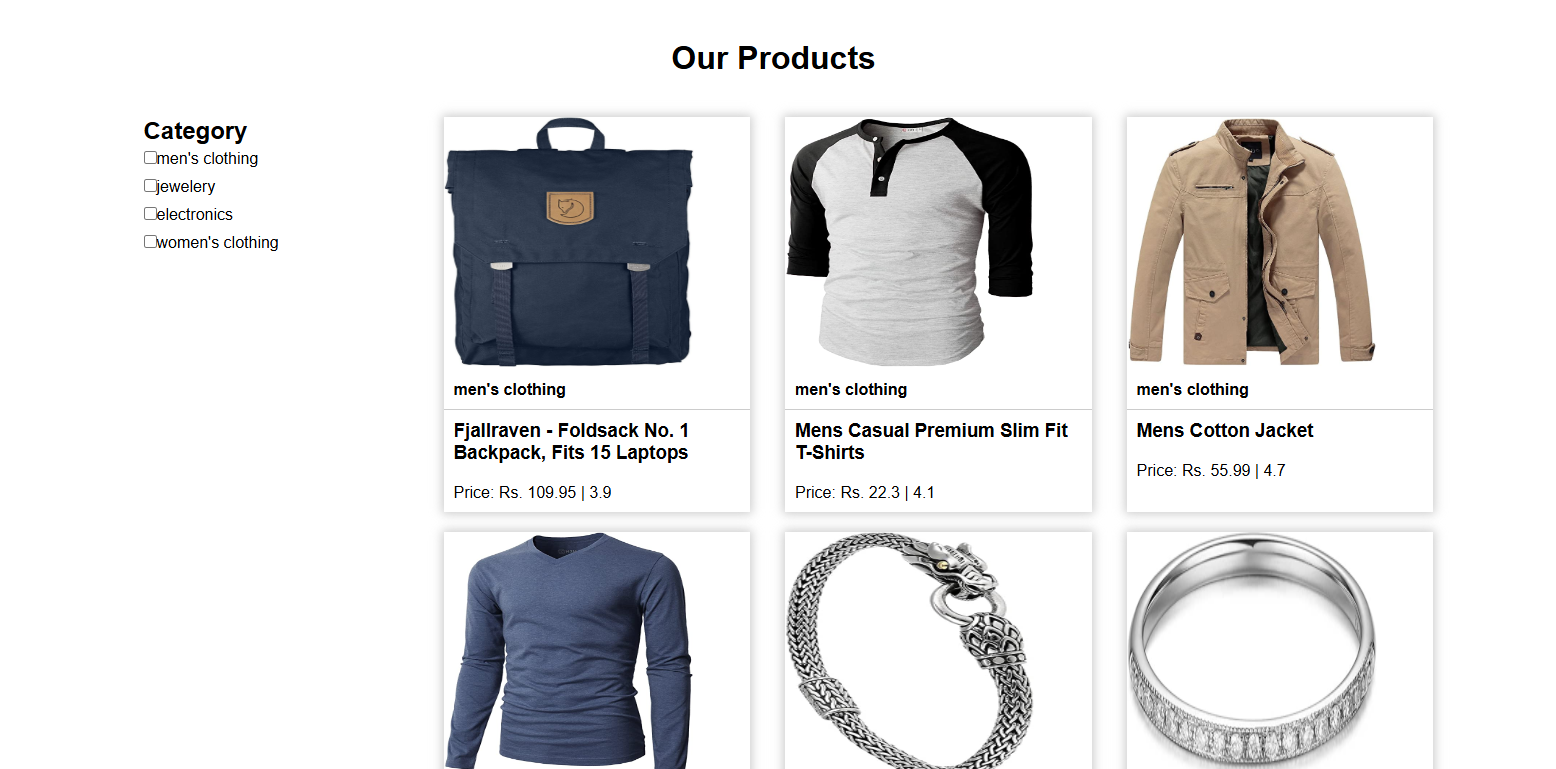 Our Products
Category
men's clothing
jewelery
electronics
women's clothing
men's clothing
Fjallraven - Foldsack No. 1
Backpack, Fits 15 Laptops
Price: Rs. 109.95 | 3.9
men's clothing
Mens Casual Premium Slim Fit
T-Shirts
Price: Rs. 22.3 | 4.1
men's clothing
Mens Cotton Jacket
Price: Rs. 55.99 | 4.7